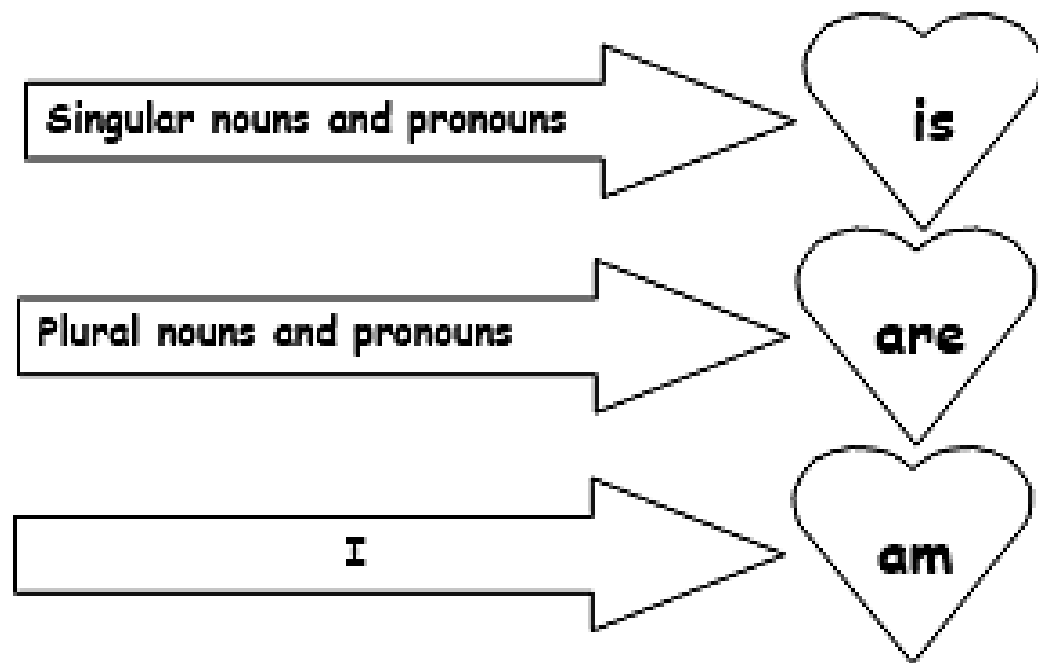 Singular nouns and pronouns
is
Plural nouns and pronouns
are
I
am